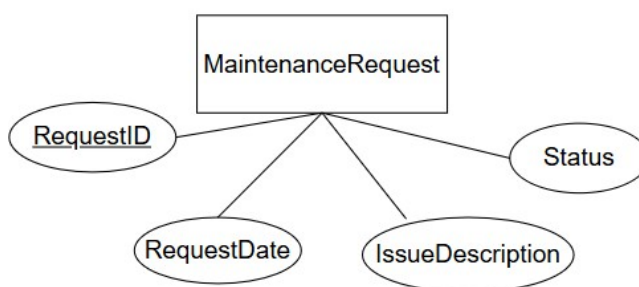 MaintenanceRequest
RequestID
Status
RequestDate
IssueDescription